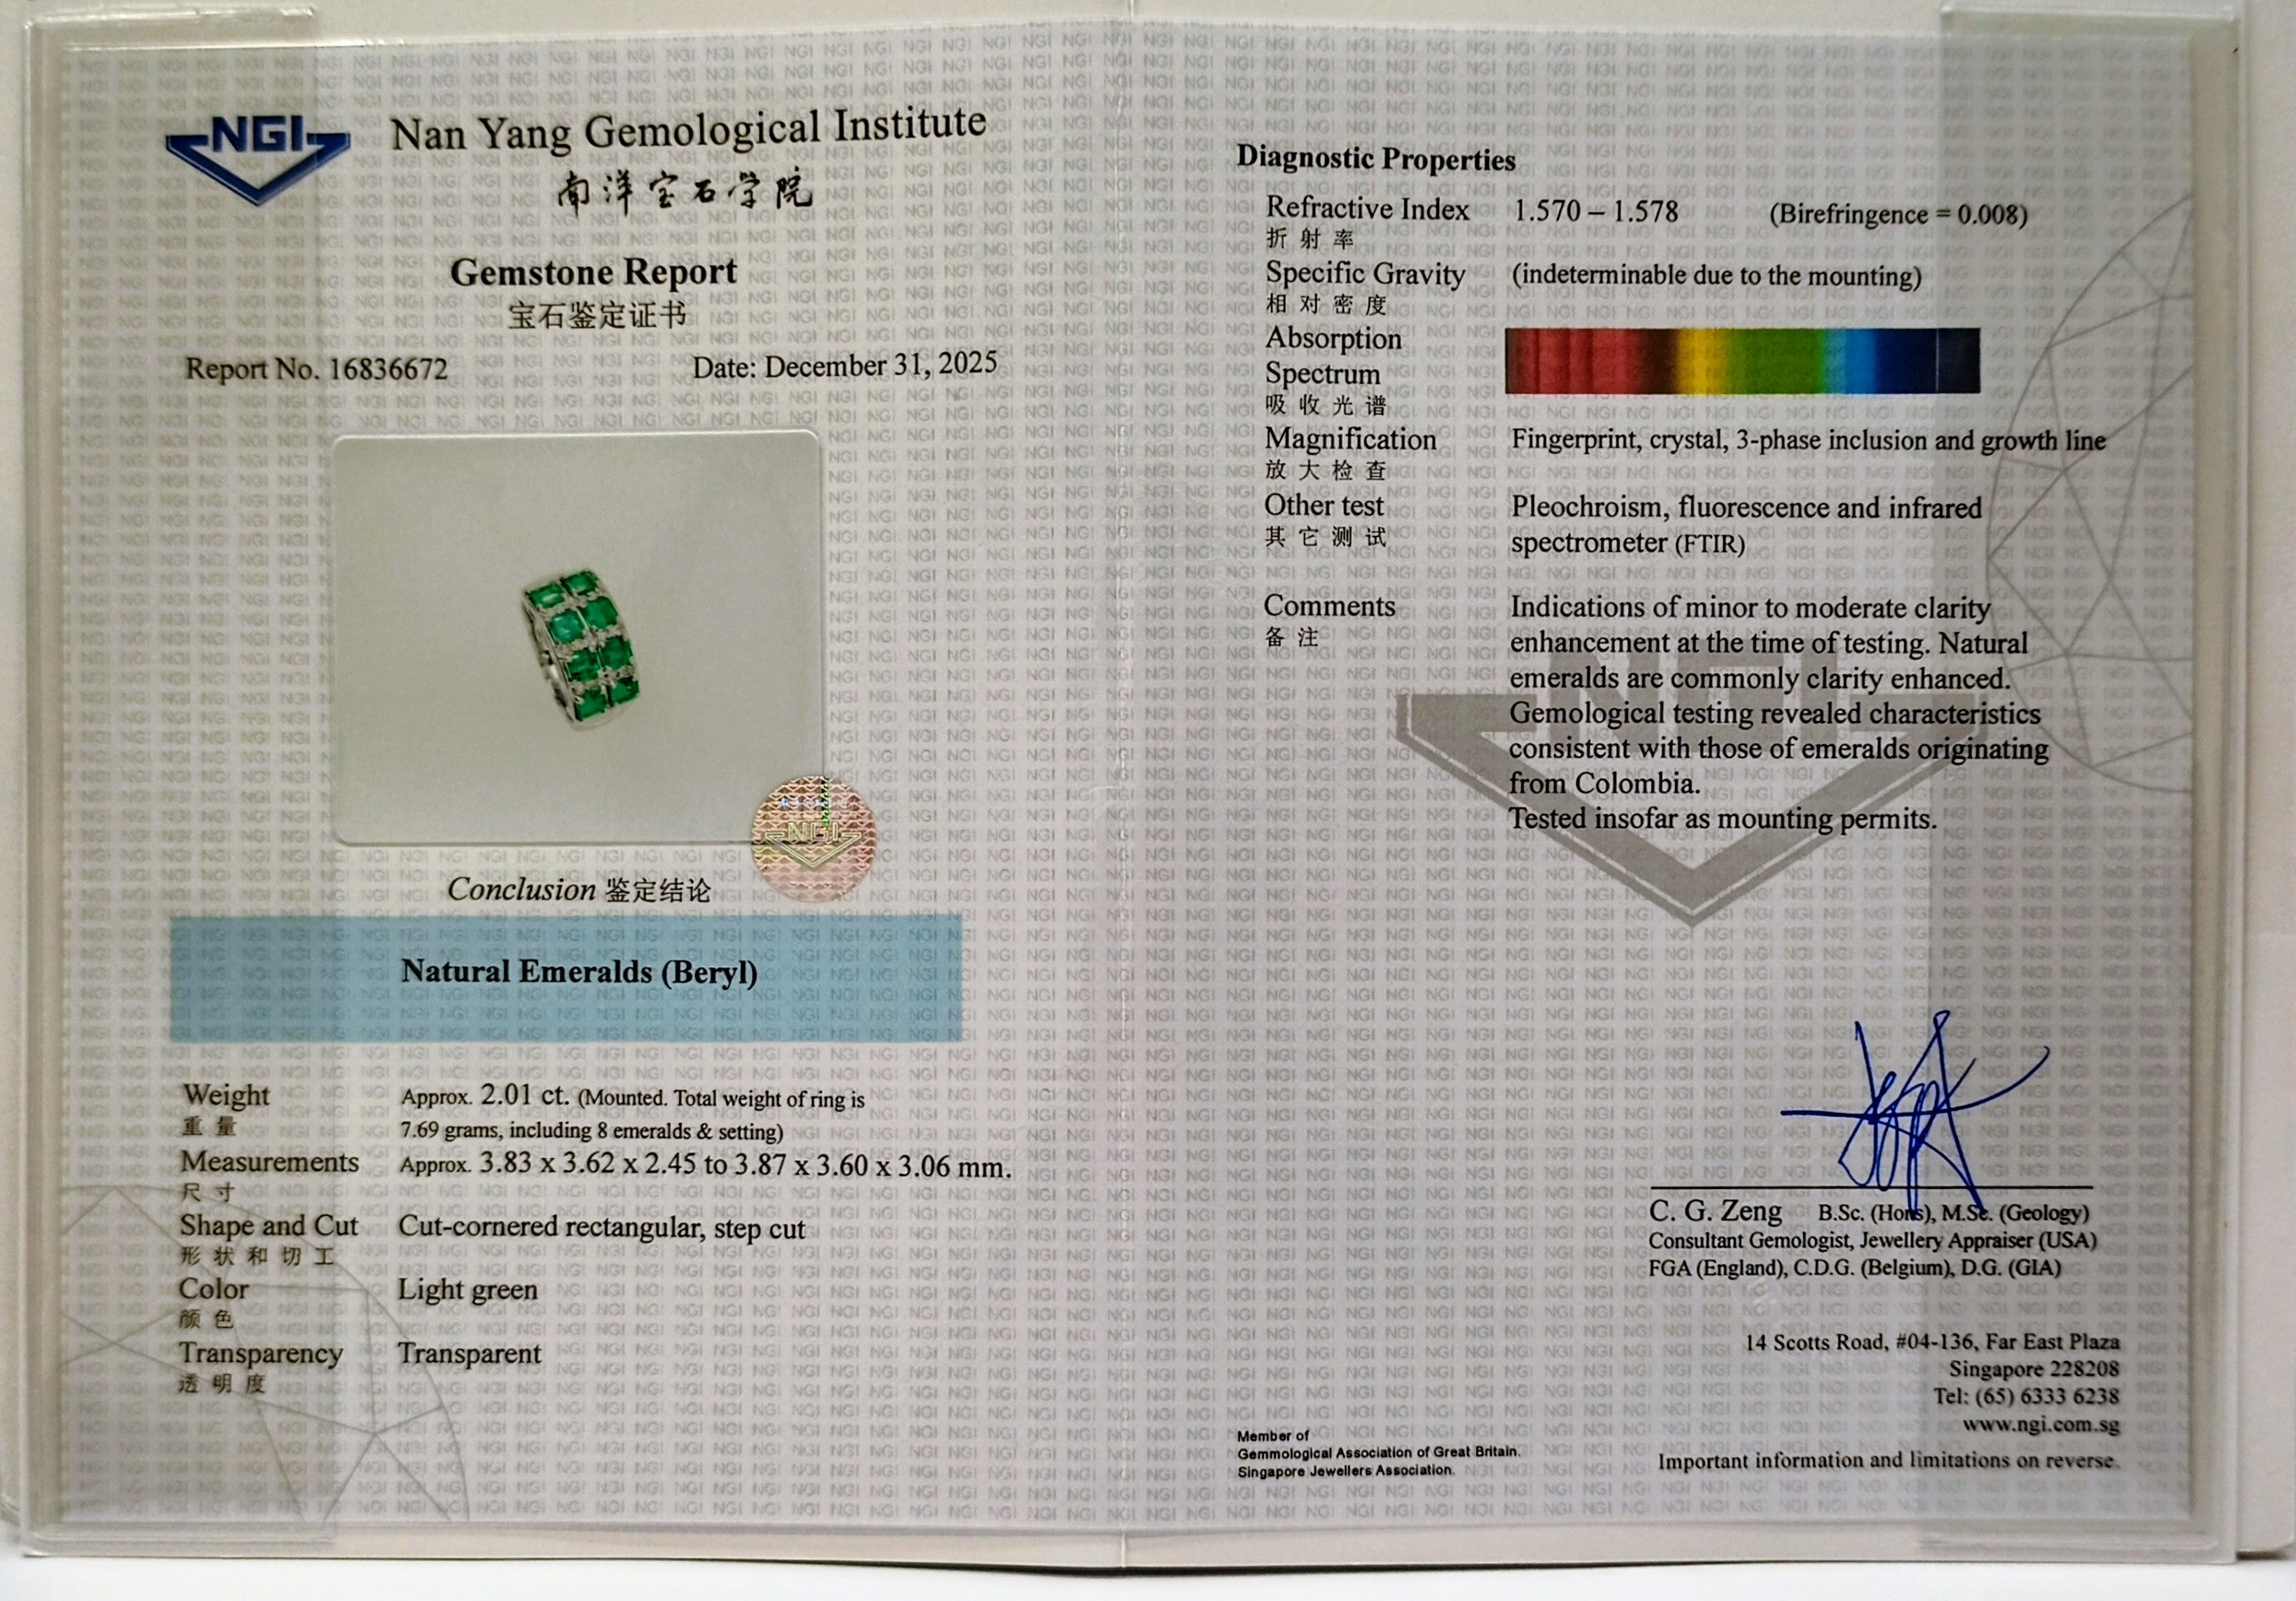 NGI
Nan Yang Gemological Institute
南洋宝石学院
Gemstone Report
宝石鉴定证书
Report No. 16836672
Date: December 31, 2025
NGI
Conclusion 鉴定结论
Natural Emeralds (Beryl)
Weight Approx. 2.01 ct. (Mounted. Total weight of ring is
重量 7.69 grams, including 8 emeralds & setting)
Measurements Approx. 3.83 x 3.62 x 2.45 to 3.87 x 3.60 x 3.06 mm.
尺寸
Shape and Cut Cut-cornered rectangular, step cut
形状和切工
Color Light green
颜色
Transparency Transparent
透明度
Diagnostic Properties
Refractive Index 1.570 – 1.578 (Birefringence = 0.008)
折射率
Specific Gravity (indeterminable due to the mounting)
相对密度
Absorption
Spectrum
吸收光谱
Magnification Fingerprint, crystal, 3-phase inclusion and growth line
放大检查
Other test Pleochroism, fluorescence and infrared
其它测试 spectrometer (FTIR)
Comments Indications of minor to moderate clarity
备注 enhancement at the time of testing. Natural
emeralds are commonly clarity enhanced.
Gemological testing revealed characteristics
consistent with those of emeralds originating
from Colombia.
Tested insofar as mounting permits.
C. G. Zeng B.Sc. (Hons), M.Sc. (Geology)
Consultant Gemologist, Jewellery Appraiser (USA)
FGA (England), C.D.G. (Belgium), D.G. (GIA)
14 Scotts Road, #04-136, Far East Plaza
Singapore 228208
Tel: (65) 6333 6238
www.ngi.com.sg
Member of
Gemmological Association of Great Britain.
Singapore Jewellers Association.
Important information and limitations on reverse.